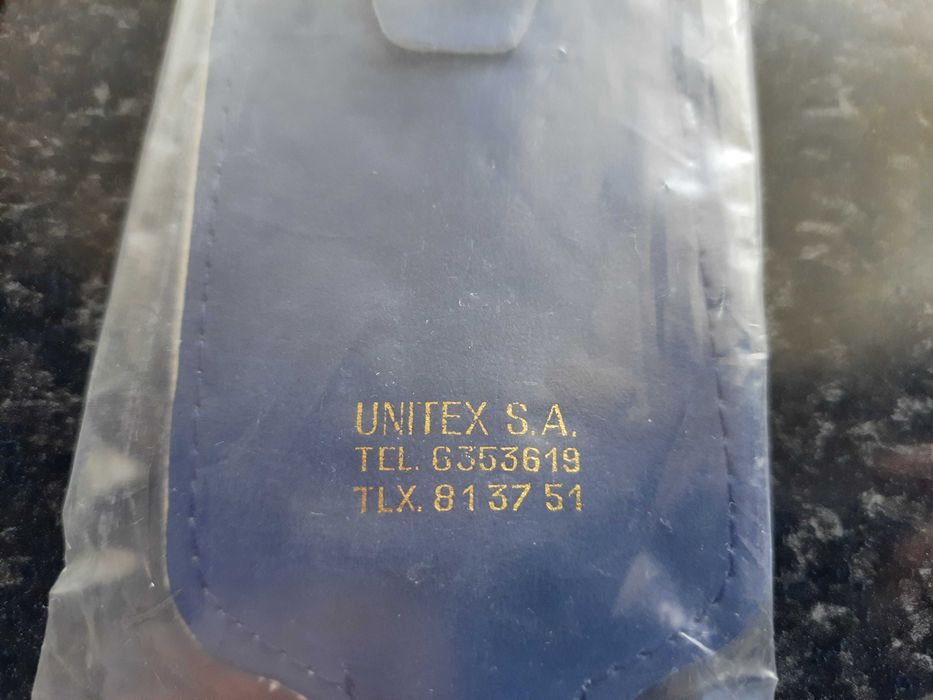 UNITEX S.A.
TEL. 6353619
TLX. 81 37 51